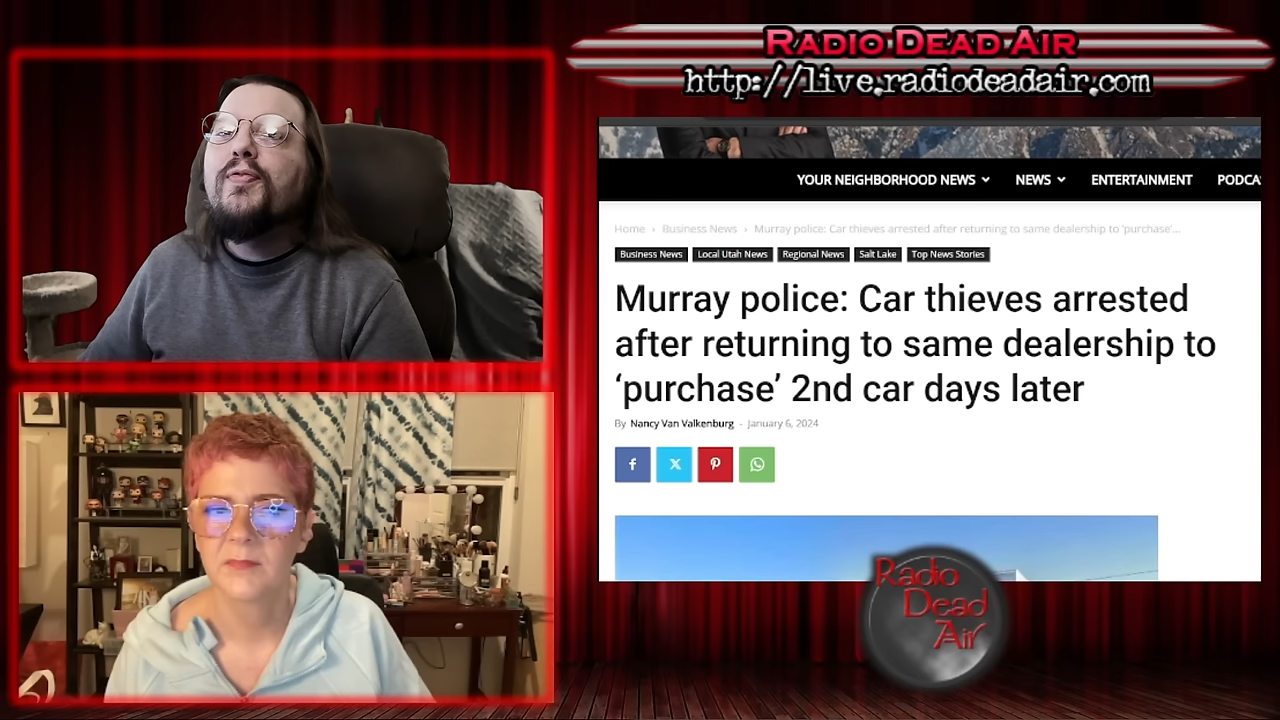 Radio Dead Air
http://live.radiodeadair.com
YOUR NEIGHBORHOOD NEWS NEWS ENTERTAINMENT PODCA
Home › Business News › Murray police: Car thieves arrested after returning to same dealership to ‘purchase’...
Business News Local Utah News Regional News Salt Lake Top News Stories
Murray police: Car thieves arrested
after returning to same dealership to
‘purchase’ 2nd car days later
By Nancy Van Valkenburg - January 6, 2024
Radio
Dead
Air